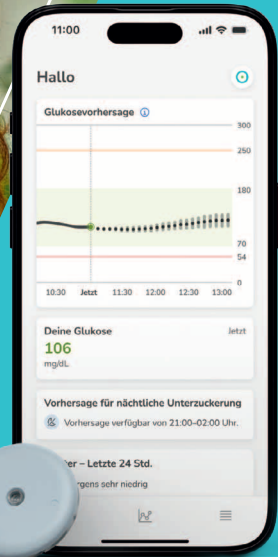 11:00
Hallo
Glukosevorhersage
300
250
180
70
54
0
10:30 Jetzt 11:30 12:00 12:30 13:00
Deine Glukose Jetzt
106
mg/dL
Vorhersage für nächtliche Unterzuckerung
Vorhersage verfügbar von 21:00–02:00 Uhr.
– Letzte 24 Std.
sehr niedrig